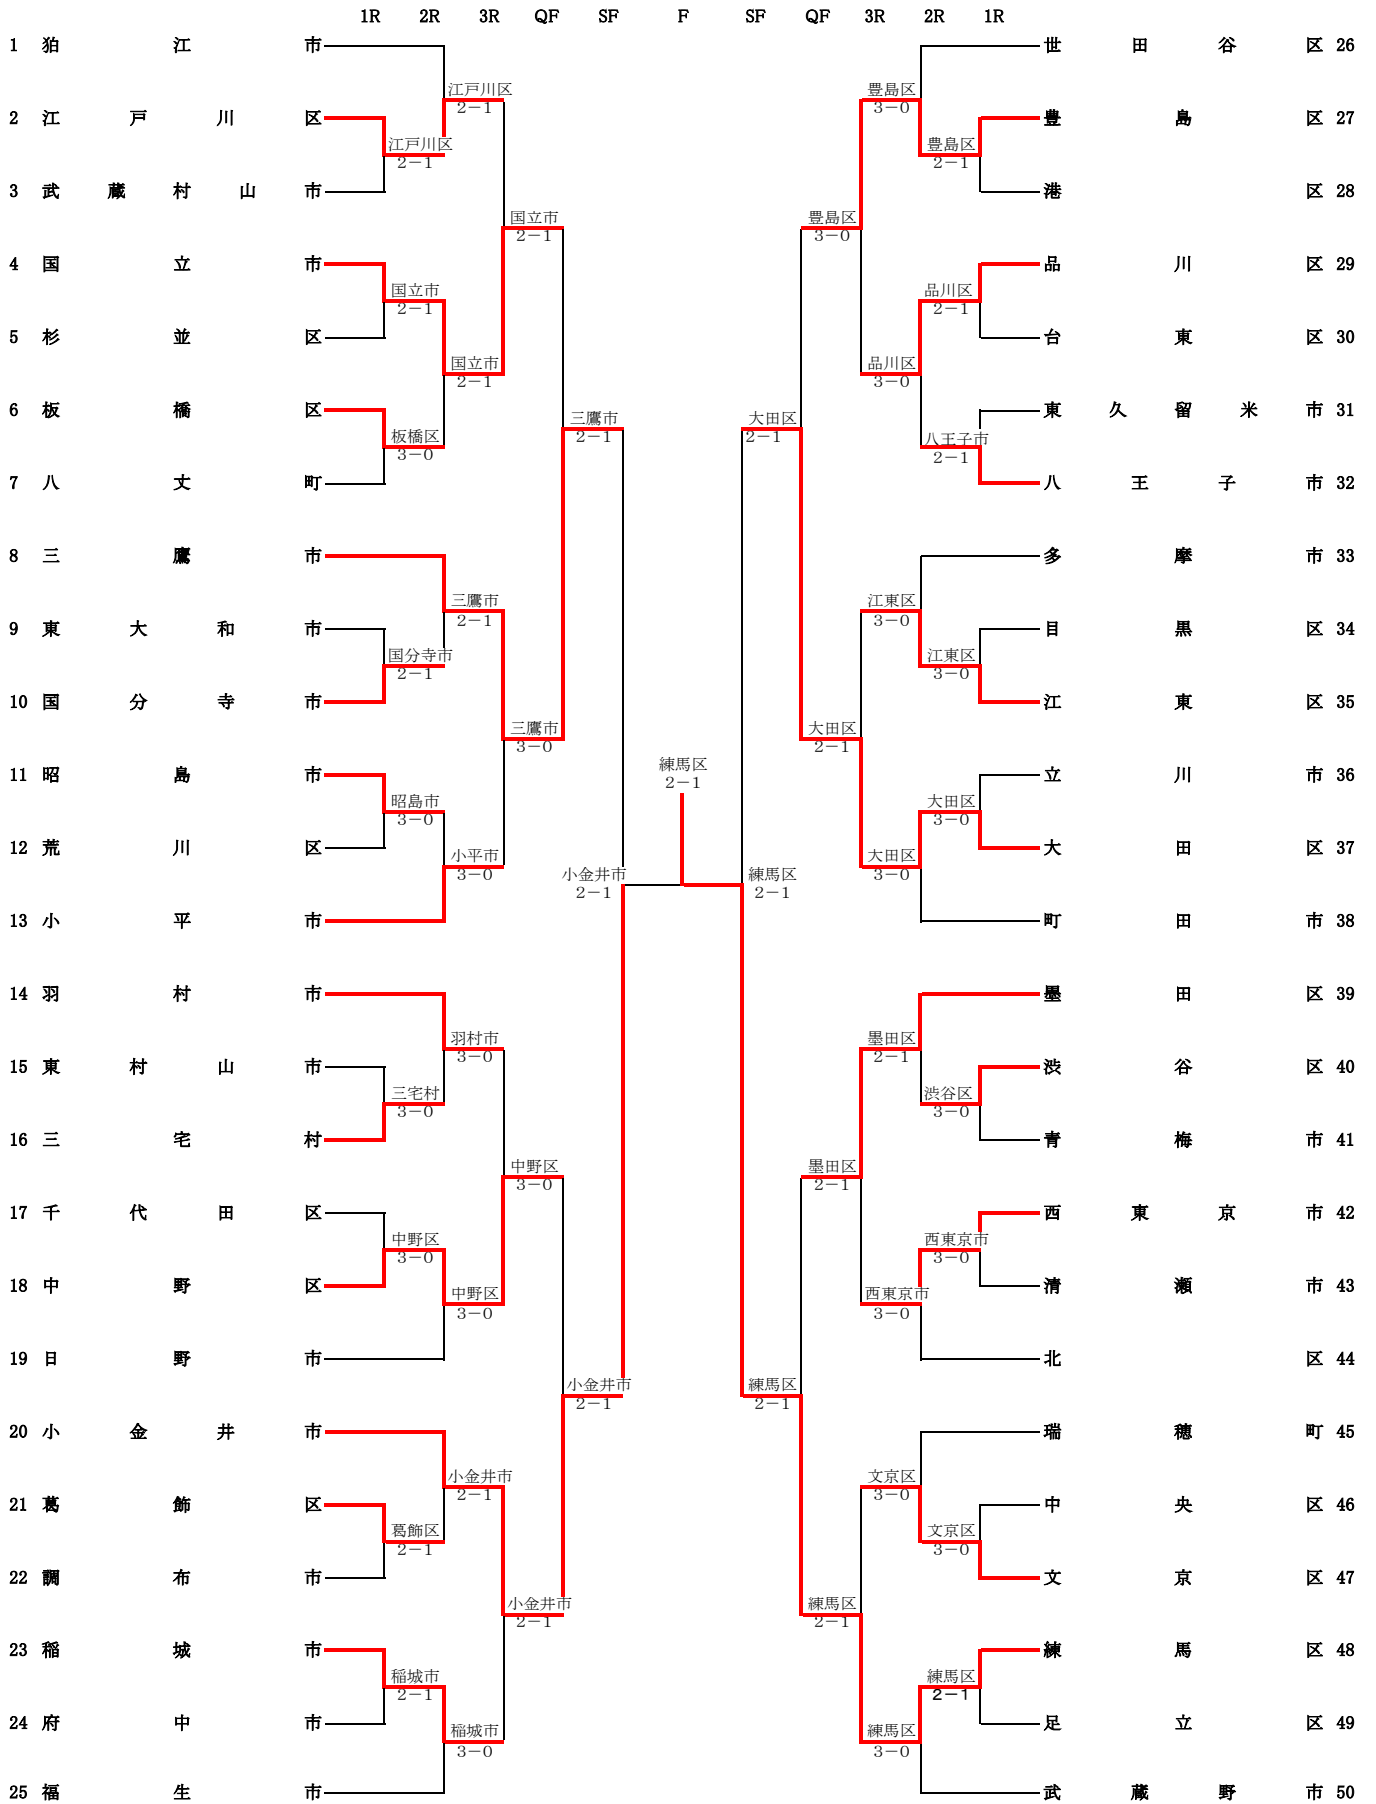 1R 2R 3R QF SF F SF QF 3R 2R 1R
1 狛江市 世田谷区 26
江戸川区 豊島区
2-1 3-0
2 江戸川区 豊島区 27
江戸川区 豊島区
2-1 2-1
3 武蔵村山市 港区 28
国立市 豊島区
2-1 3-0
4 国立市 品川区 29
国立市 品川区
2-1 2-1
5 杉並区 台東区 30
国立市 品川区
2-1 3-0
6 板橋区 東久留米市 31
三鷹市 大田区
2-1 2-1
板橋区 八王子市
3-0 2-1
7 八丈町 八王子市 32
8 三鷹市 多摩市 33
三鷹市 江東区
2-1 3-0
9 東大和市 目黒区 34
国分寺市 江東区
2-1 3-0
10 国分寺市 江東区 35
三鷹市 大田区
3-0 2-1
練馬区
2-1
11 昭島市 立川市 36
昭島市 大田区
3-0 3-0
12 荒川区 大田区 37
小平市 大田区
3-0 3-0
小金井市 練馬区
2-1 2-1
13 小平市 町田市 38
14 羽村市 墨田区 39
羽村市 墨田区
3-0 2-1
15 東村山市 渋谷区 40
三宅村 渋谷区
3-0 3-0
16 三宅村 青梅市 41
中野区 墨田区
3-0 2-1
17 千代田区 西東京市 42
中野区 西東京市
3-0 3-0
18 中野区 清瀬市 43
中野区 西東京市
3-0 3-0
19 日野市 北区 44
小金井市 練馬区
2-1 2-1
20 小金井市 瑞穂町 45
小金井市 文京区
2-1 3-0
21 葛飾区 中央区 46
葛飾区 文京区
2-1 3-0
22 調布市 文京区 47
小金井市 練馬区
2-1 2-1
23 稲城市 練馬区 48
稲城市 練馬区
2-1 2-1
24 府中市 足立区 49
稲城市 練馬区
3-0 3-0
25 福生市 武蔵野市 50